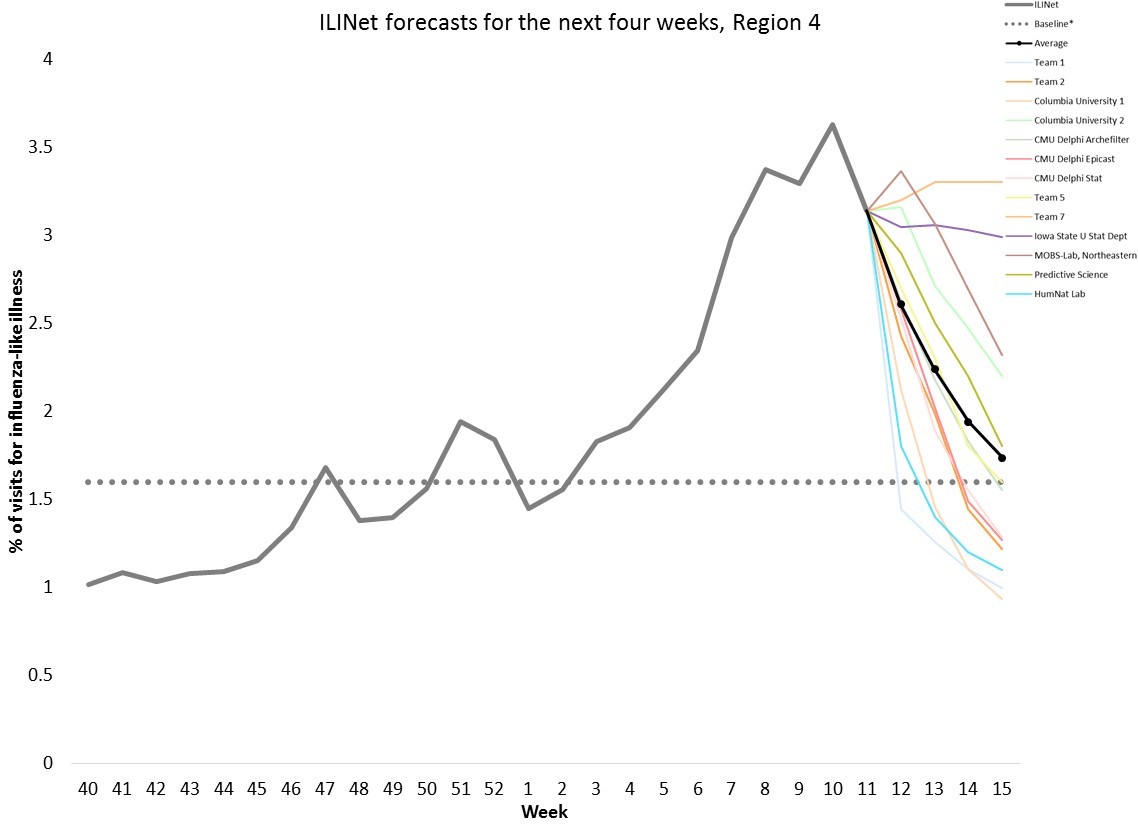 ILINet forecasts for the next four weeks, Region 4
ILINet
Baseline*
Average
Team 1
Team 2
Columbia University 1
Columbia University 2
CMU Delphi Archefilter
CMU Delphi Epicast
CMU Delphi Stat
Team 5
Team 7
Iowa State U Stat Dept
MOBS-Lab, Northeastern
Predictive Science
HumNat Lab
% of visits for influenza-like illness
4
3.5
3
2.5
2
1.5
1
0.5
0
40 41 42 43 44 45 46 47 48 49 50 51 52 1 2 3 4 5 6 7 8 9 10 11 12 13 14 15
Week